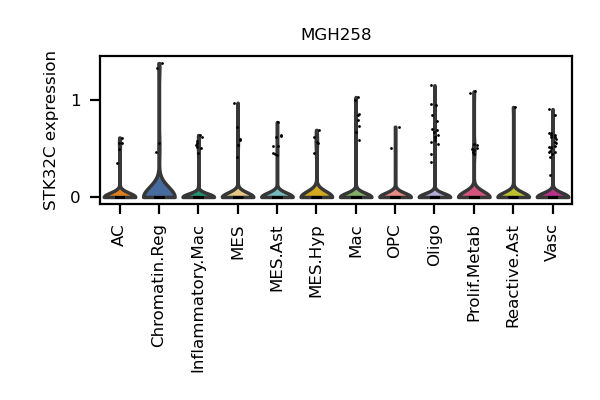 MGH258
STK32C expression
1
0
AC
Chromatin.Reg
Inflammatory.Mac
MES
MES.Ast
MES.Hyp
Mac
OPC
Oligo
Prolif.Metab
Reactive.Ast
Vasc